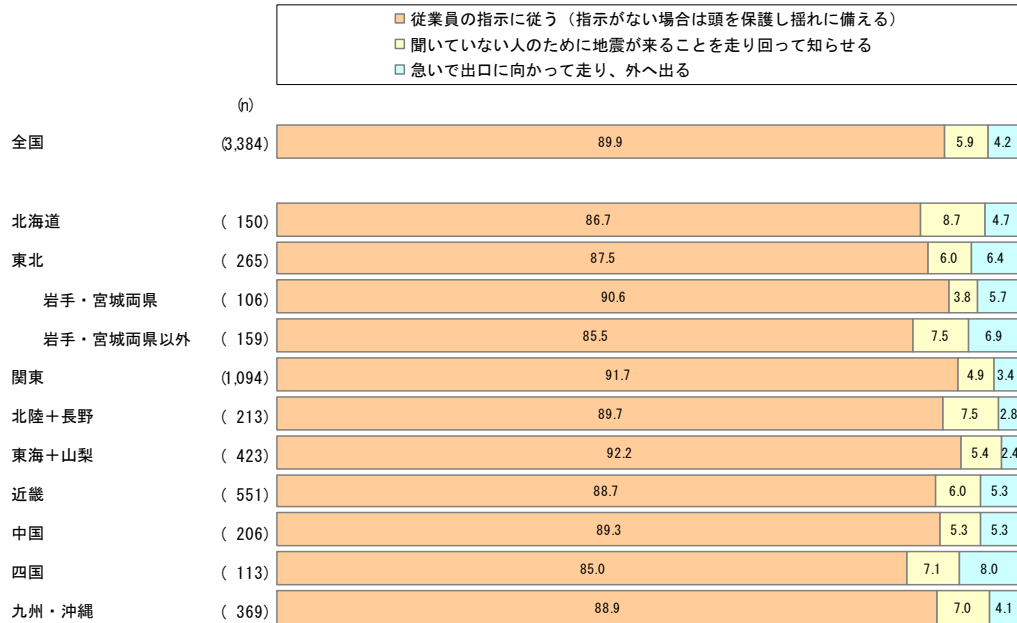 従業員の指示に従う（指示がない場合は頭を保護し揺れに備える）
聞いていない人のために地震が来ることを走り回って知らせる
急いで出口に向かって走り、外へ出る
(n)
全国 (3,384) 89.9 5.9 4.2
北海道 ( 150) 86.7 8.7 4.7
東北 ( 265) 87.5 6.0 6.4
岩手・宮城両県 ( 106) 90.6 3.8 5.7
岩手・宮城両県以外 ( 159) 85.5 7.5 6.9
関東 (1,094) 91.7 4.9 3.4
北陸＋長野 ( 213) 89.7 7.5 2.8
東海＋山梨 ( 423) 92.2 5.4 2.4
近畿 ( 551) 88.7 6.0 5.3
中国 ( 206) 89.3 5.3 5.3
四国 ( 113) 85.0 7.1 8.0
九州・沖縄 ( 369) 88.9 7.0 4.1